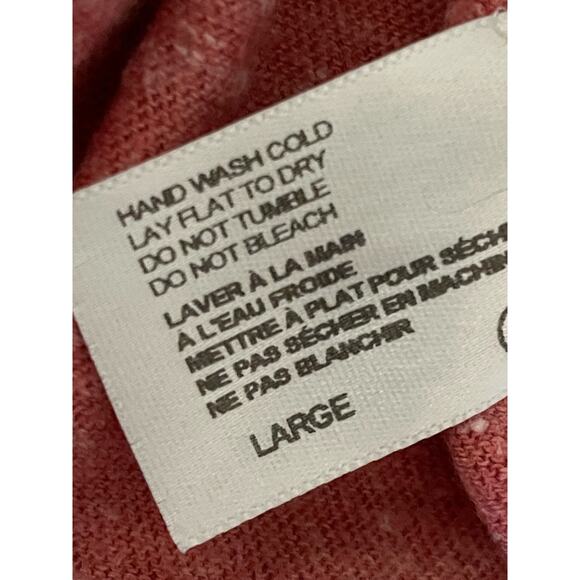 HAND WASH COLD
LAY FLAT TO DRY
DO NOT TUMBLE
DO NOT BLEACH
LAVER À LA MAIN
À L'EAU FROIDE
METTRE À PLAT POUR SÉCHE
NE PAS SÉCHER EN MACHIN
NE PAS BLANCHIR
LARGE